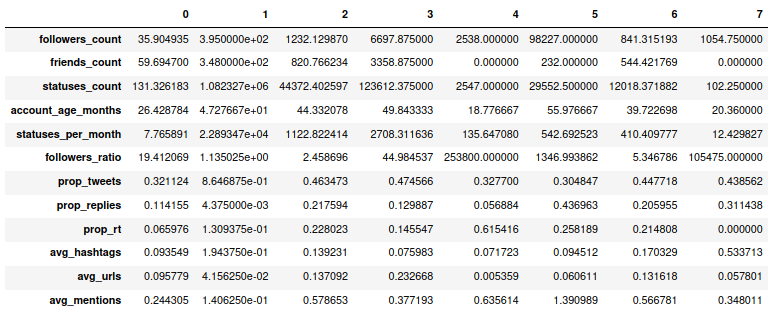 0 1 2 3 4 5 6 7
followers_count 35.904935 3.950000e+02 1232.129870 6697.875000 2538.000000 98227.000000 841.315193 1054.750000
friends_count 59.694700 3.480000e+02 820.766234 3358.875000 0.000000 232.000000 544.421769 0.000000
statuses_count 131.326183 1.082327e+06 44372.402597 123612.375000 2547.000000 29552.500000 12018.371882 102.250000
account_age_months 26.428784 4.727667e+01 44.332078 49.843333 18.776667 55.976667 39.722698 20.360000
statuses_per_month 7.765891 2.289347e+04 1122.822414 2708.311636 135.647080 542.692523 410.409777 12.429827
followers_ratio 19.412069 1.135025e+00 2.458696 44.984537 253800.000000 1346.993862 5.346786 105475.000000
prop_tweets 0.321124 8.646875e-01 0.463473 0.474566 0.327700 0.304847 0.447718 0.438562
prop_replies 0.114155 4.375000e-03 0.217594 0.129887 0.056884 0.436963 0.205955 0.311438
prop_rt 0.065976 1.309375e-01 0.228023 0.145547 0.615416 0.258189 0.214808 0.000000
avg_hashtags 0.093549 1.943750e-01 0.139231 0.075983 0.071723 0.094512 0.170329 0.533713
avg_urls 0.095779 4.156250e-02 0.137092 0.232668 0.005359 0.060611 0.131618 0.057801
avg_mentions 0.244305 1.406250e-01 0.578653 0.377193 0.635614 1.390989 0.566781 0.348011